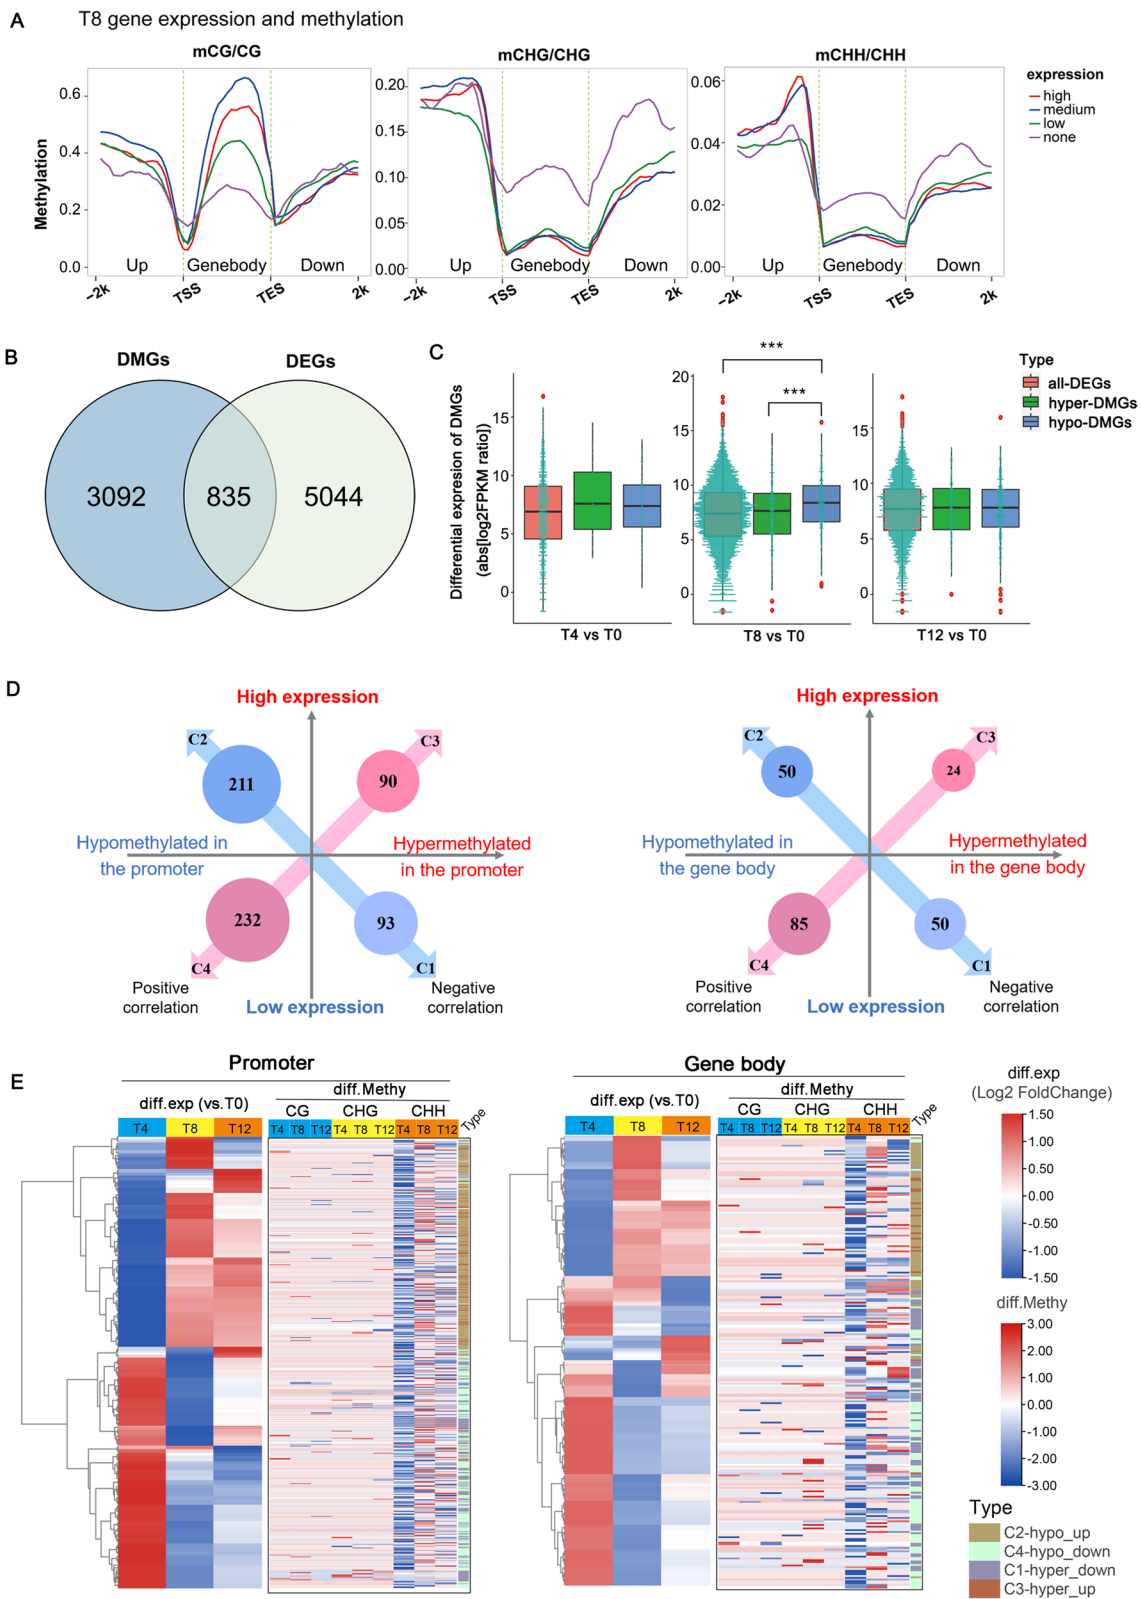 A
T8 gene expression and methylation
mCG/CG
mCHG/CHG
mCHH/CHH
Methylation
0.6
0.4
0.2
0.0
Up
Genebody
Down
−2k
TSS
TES
2k
0.20
0.15
0.10
0.05
0.00
Up
Genebody
Down
−2k
TSS
TES
2k
0.06
0.04
0.02
0.00
Up
Genebody
Down
−2k
TSS
TES
2k
expression
high
medium
low
none
B
DMGs
DEGs
3092
835
5044
C
Differential expression of DMGs
(abs[log2FPKM ratio])
15
10
5
0
T4 vs T0
20
15
10
5
0
***
***
T8 vs T0
15
10
5
0
T12 vs T0
Type
all-DEGs
hyper-DMGs
hypo-DMGs
D
High expression
C2
C3
211
90
Hypomethylated in
the promoter
Hypermethylated
in the promoter
232
93
C4
C1
Positive
correlation
Low expression
Negative
correlation
High expression
C2
C3
50
24
Hypomethylated in
the gene body
Hypermethylated
in the gene body
85
50
C4
C1
Positive
correlation
Low expression
Negative
correlation
E
Promoter
diff.exp (vs.T0)
diff.Methy
CG CHG CHH
Type
T4 T8 T12
T4 T8 T12 T4 T8 T12 T4 T8 T12
Gene body
diff.exp (vs.T0)
diff.Methy
CG CHG CHH
Type
T4 T8 T12
T4 T8 T12 T4 T8 T12 T4 T8 T12
diff.exp
(Log2 FoldChange)
1.50
1.00
0.50
0.00
-0.50
-1.00
-1.50
diff.Methy
3.00
2.00
1.00
0.00
-1.00
-2.00
-3.00
Type
C2-hypo_up
C4-hypo_down
C1-hyper_down
C3-hyper_up